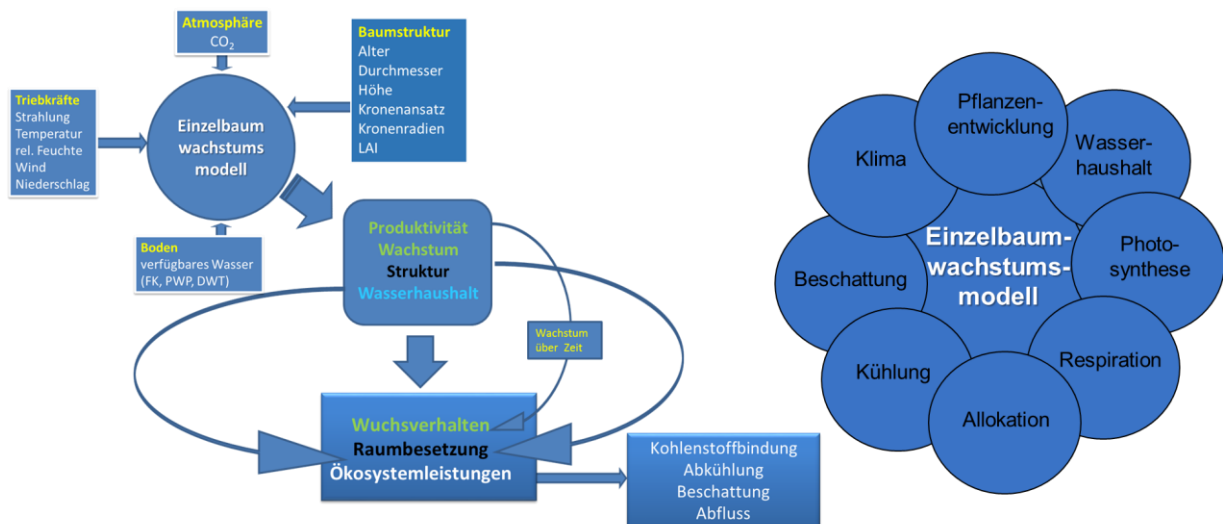 Atmosphäre
CO₂
Baumstruktur
Alter
Durchmesser
Höhe
Kronenansatz
Kronenradien
LAI
Triebkräfte
Strahlung
Temperatur
rel. Feuchte
Wind
Niederschlag
Einzelbaum
wachstums
modell
Boden
verfügbares Wasser
(FK, PWP, DWT)
Produktivität
Wachstum
Struktur
Wasserhaushalt
Wachstum
über Zeit
Wuchsverhalten
Raumbesetzung
Ökosystemleistungen
Kohlenstoffbindung
Abkühlung
Beschattung
Abfluss
Pflanzen-
entwicklung
Wasser-
haushalt
Photo-
synthese
Respiration
Allokation
Kühlung
Beschattung
Klima
Einzelbaum-
wachstums-
modell